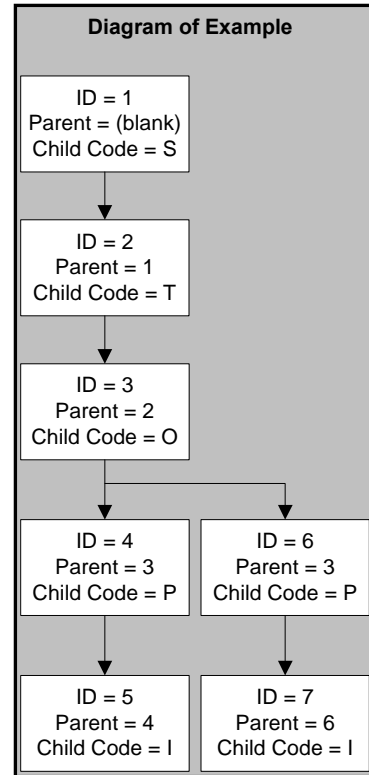 Diagram of Example
ID = 1
Parent = (blank)
Child Code = S
ID = 2
Parent = 1
Child Code = T
ID = 3
Parent = 2
Child Code = O
ID = 4
Parent = 3
Child Code = P
ID = 6
Parent = 3
Child Code = P
ID = 5
Parent = 4
Child Code = I
ID = 7
Parent = 6
Child Code = I